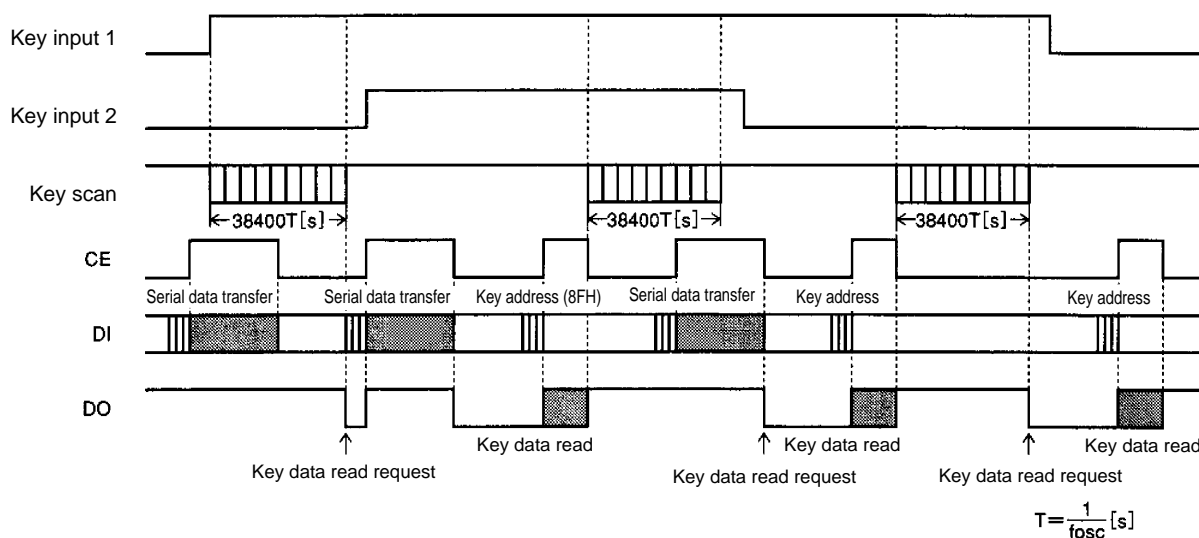 Key input 1
Key input 2
Key scan
38400T[s] 38400T[s] 38400T[s]
CE
Serial data transfer Serial data transfer Key address (8FH) Serial data transfer Key address Key address
DI
DO
Key data read Key data read Key data read
Key data read request Key data read request Key data read request
T=1/fosc [s]